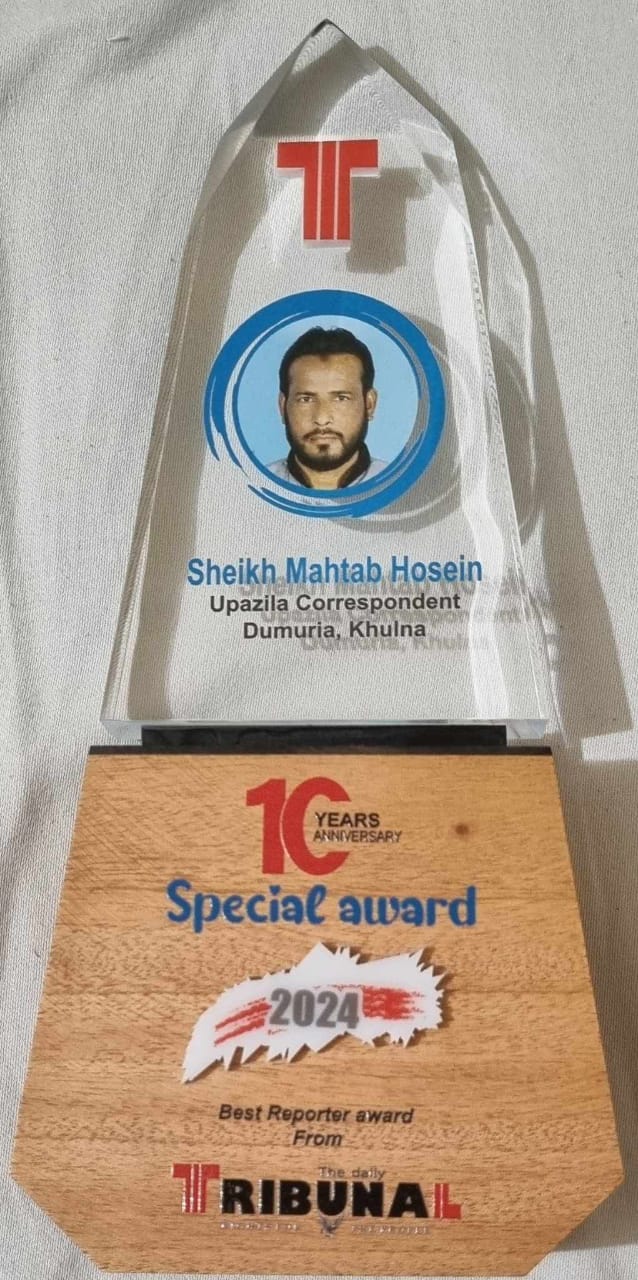 T
Sheikh Mahtab Hosein
Upazila Correspondent
Dumuria, Khulna
10 YEARS
ANNIVERSARY
Special award
2024
Best Reporter award
From
The daily
TRIBUNAL